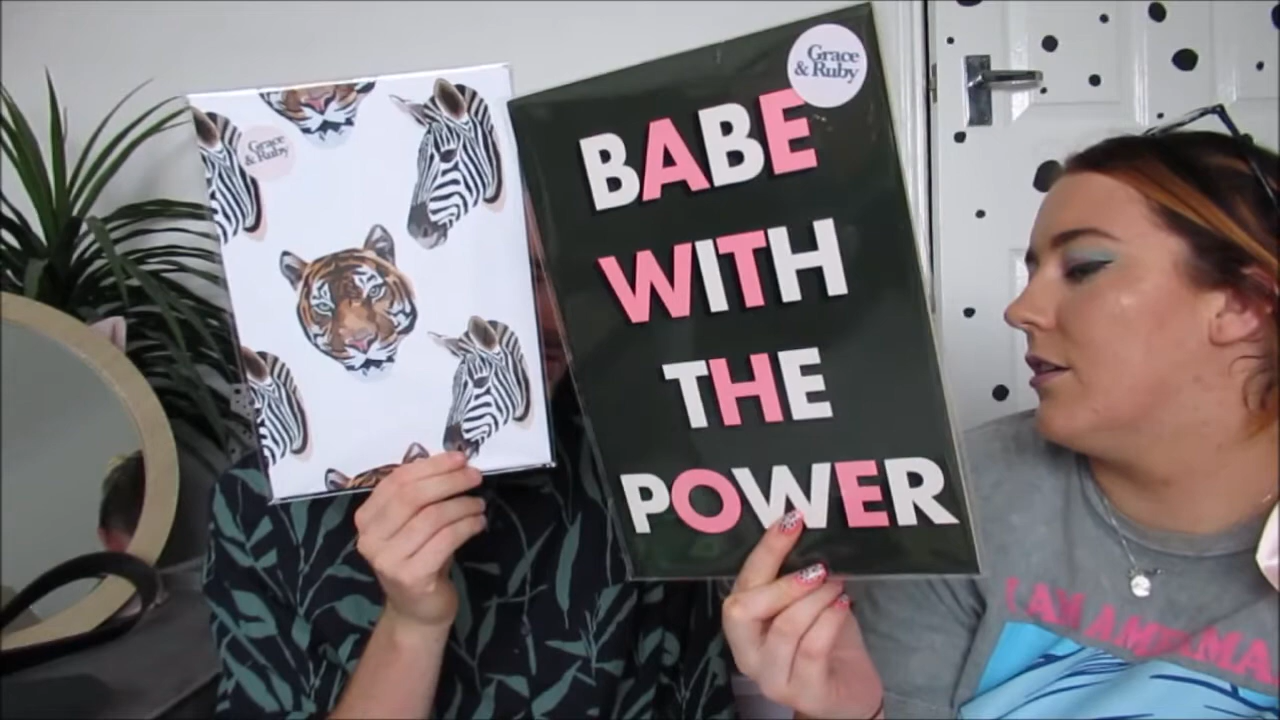 Grace
& Ruby
Grace
& Ruby
BABE
WITH
THE
POWER
I AM